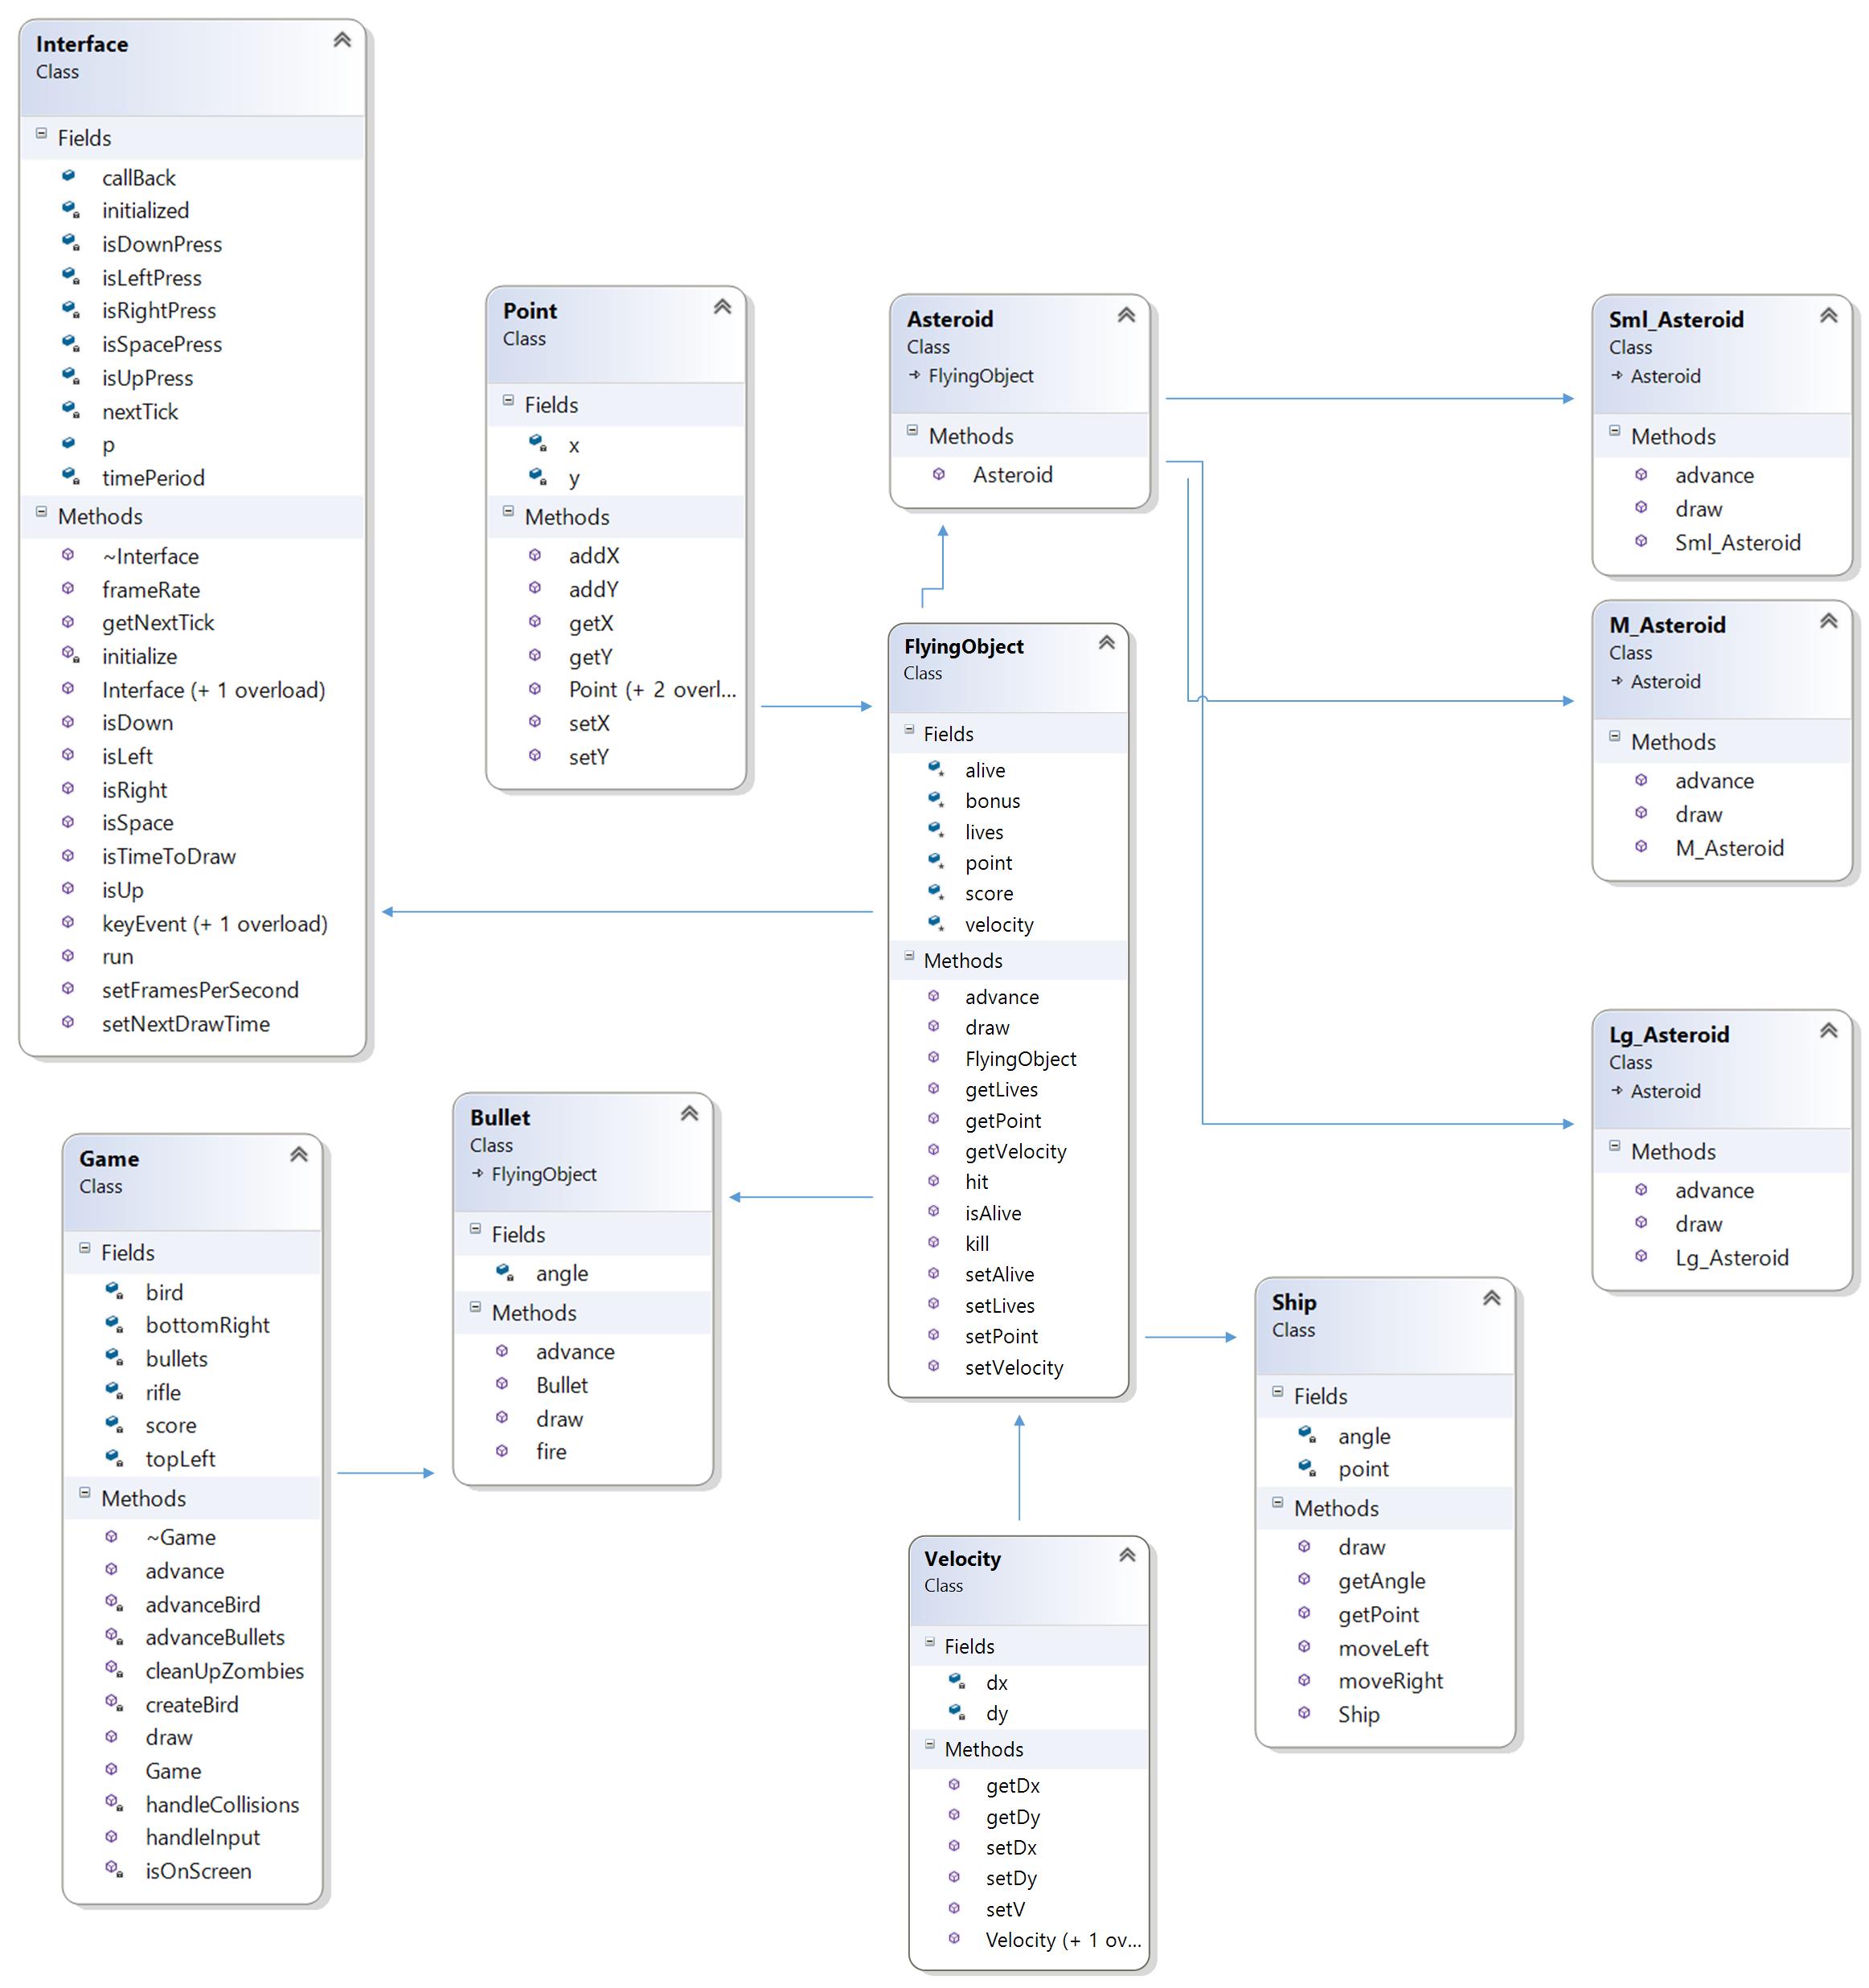 Interface
Class
Fields
callBack
initialized
isDownPress
isLeftPress
isRightPress
isSpacePress
isUpPress
nextTick
p
timePeriod
Methods
~Interface
frameRate
getNextTick
initialize
Interface (+ 1 overload)
isDown
isLeft
isRight
isSpace
isTimeToDraw
isUp
keyEvent (+ 1 overload)
run
setFramesPerSecond
setNextDrawTime
Point
Class
Fields
x
y
Methods
addX
addY
getX
getY
Point (+ 2 overl...
setX
setY
Asteroid
Class
FlyingObject
Methods
Asteroid
Sml_Asteroid
Class
Asteroid
Methods
advance
draw
Sml_Asteroid
M_Asteroid
Class
Asteroid
Methods
advance
draw
M_Asteroid
FlyingObject
Class
Fields
alive
bonus
lives
point
score
velocity
Methods
advance
draw
FlyingObject
getLives
getPoint
getVelocity
hit
isAlive
kill
setAlive
setLives
setPoint
setVelocity
Lg_Asteroid
Class
Asteroid
Methods
advance
draw
Lg_Asteroid
Game
Class
Fields
bird
bottomRight
bullets
rifle
score
topLeft
Methods
~Game
advance
advanceBird
advanceBullets
cleanUpZombies
createBird
draw
Game
handleCollisions
handleInput
isOnScreen
Bullet
Class
FlyingObject
Fields
angle
Methods
advance
Bullet
draw
fire
Ship
Class
Fields
angle
point
Methods
draw
getAngle
getPoint
moveLeft
moveRight
Ship
Velocity
Class
Fields
dx
dy
Methods
getDx
getDy
setDx
setDy
setV
Velocity (+ 1 ov...